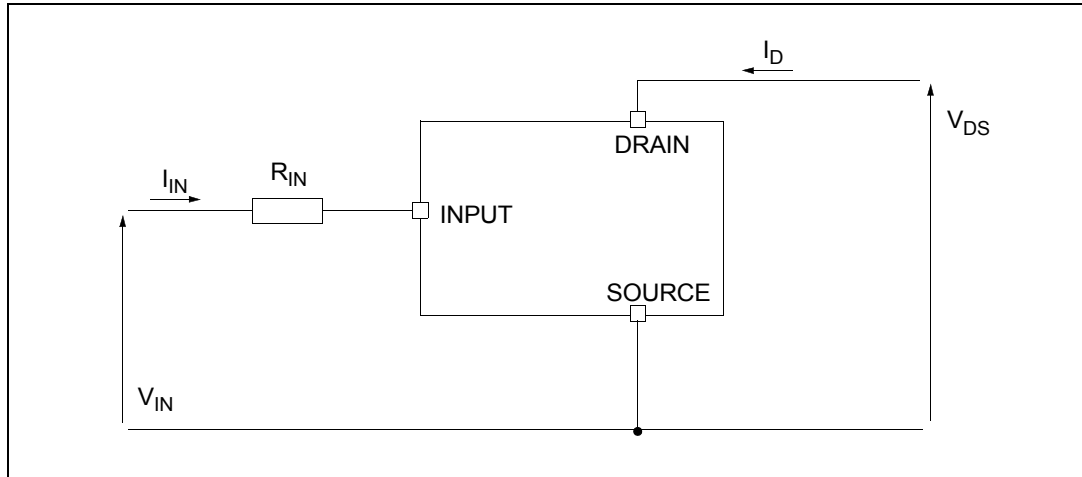 I_D
V_DS
DRAIN
I_IN
R_IN
INPUT
SOURCE
V_IN